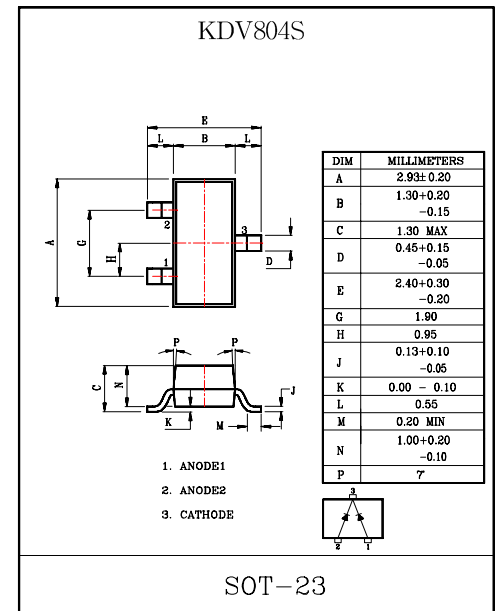 KDV804S
E
L B L
A
G
H
2
1
3
D
P P
C
N
K
M
J
1. ANODE1
2. ANODE2
3. CATHODE
DIM MILLIMETERS
A 2.93±0.20
B 1.30+0.20
-0.15
C 1.30 MAX
D 0.45+0.15
-0.05
E 2.40+0.30
-0.20
G 1.90
H 0.95
J 0.13+0.10
-0.05
K 0.00 - 0.10
L 0.55
M 0.20 MIN
N 1.00+0.20
-0.10
P 7°
3
2 1
SOT-23